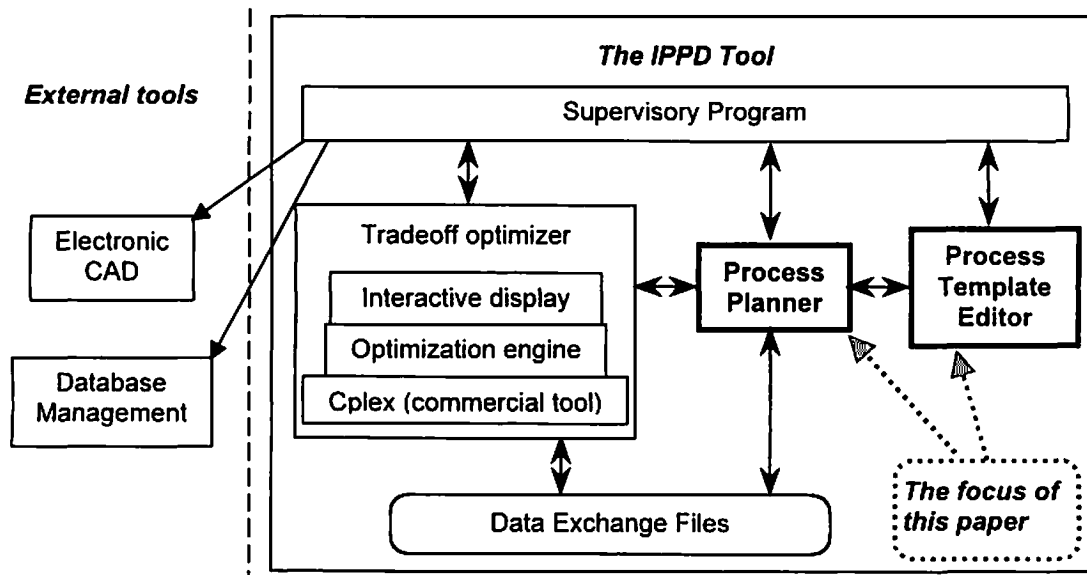 The IPPD Tool
External tools
Supervisory Program
Electronic
CAD
Database
Management
Tradeoff optimizer
Interactive display
Optimization engine
Cplex (commercial tool)
Process
Planner
Process
Template
Editor
Data Exchange Files
The focus of
this paper